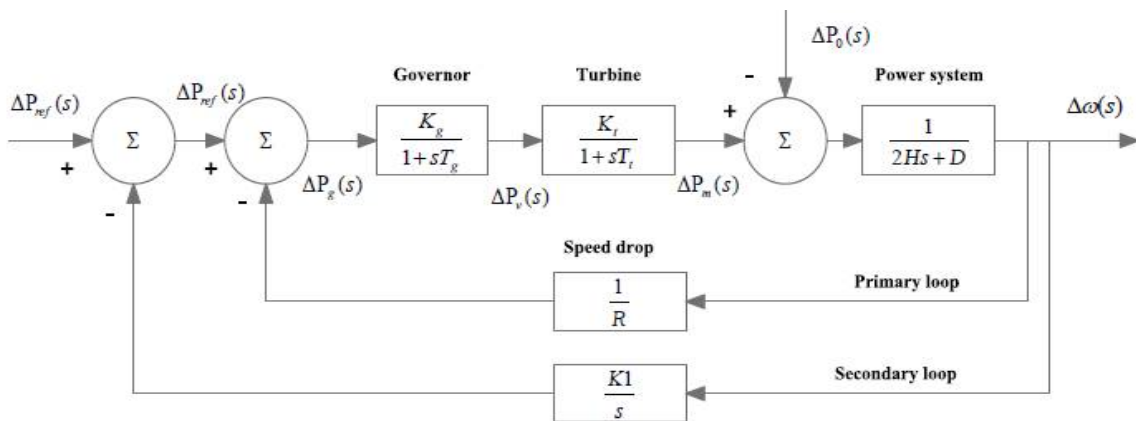 ΔP₀(s)
Governor
Turbine
Power system
ΔP_ref(s)
ΔP_ref(s)
Δω(s)
-
+
Σ
Σ
K_g
1+sT_g
K_t
1+sT_t
Σ
1
2Hs+D
+
+
ΔP_g(s)
ΔP_v(s)
ΔP_m(s)
-
-
Speed drop
1
R
Primary loop
K1
s
Secondary loop